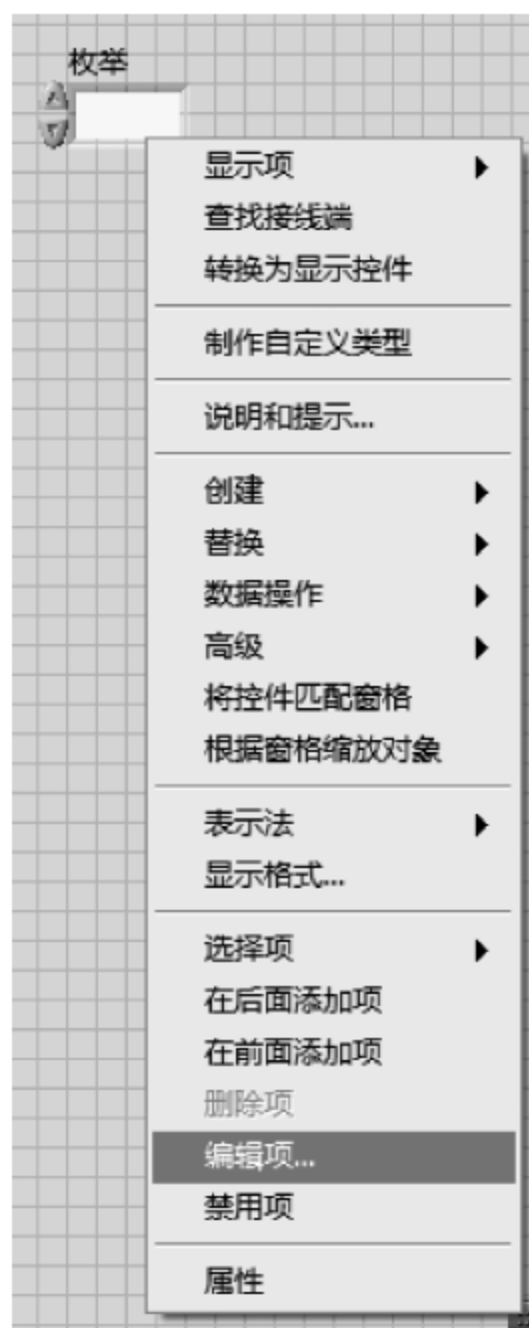 枚举
显示项
查找接线端
转换为显示控件
制作自定义类型
说明和提示...
创建
替换
数据操作
高级
将控件匹配窗格
根据窗格缩放对象
表示法
显示格式...
选择项
在后面添加项
在前面添加项
删除项
编辑项...
禁用项
属性